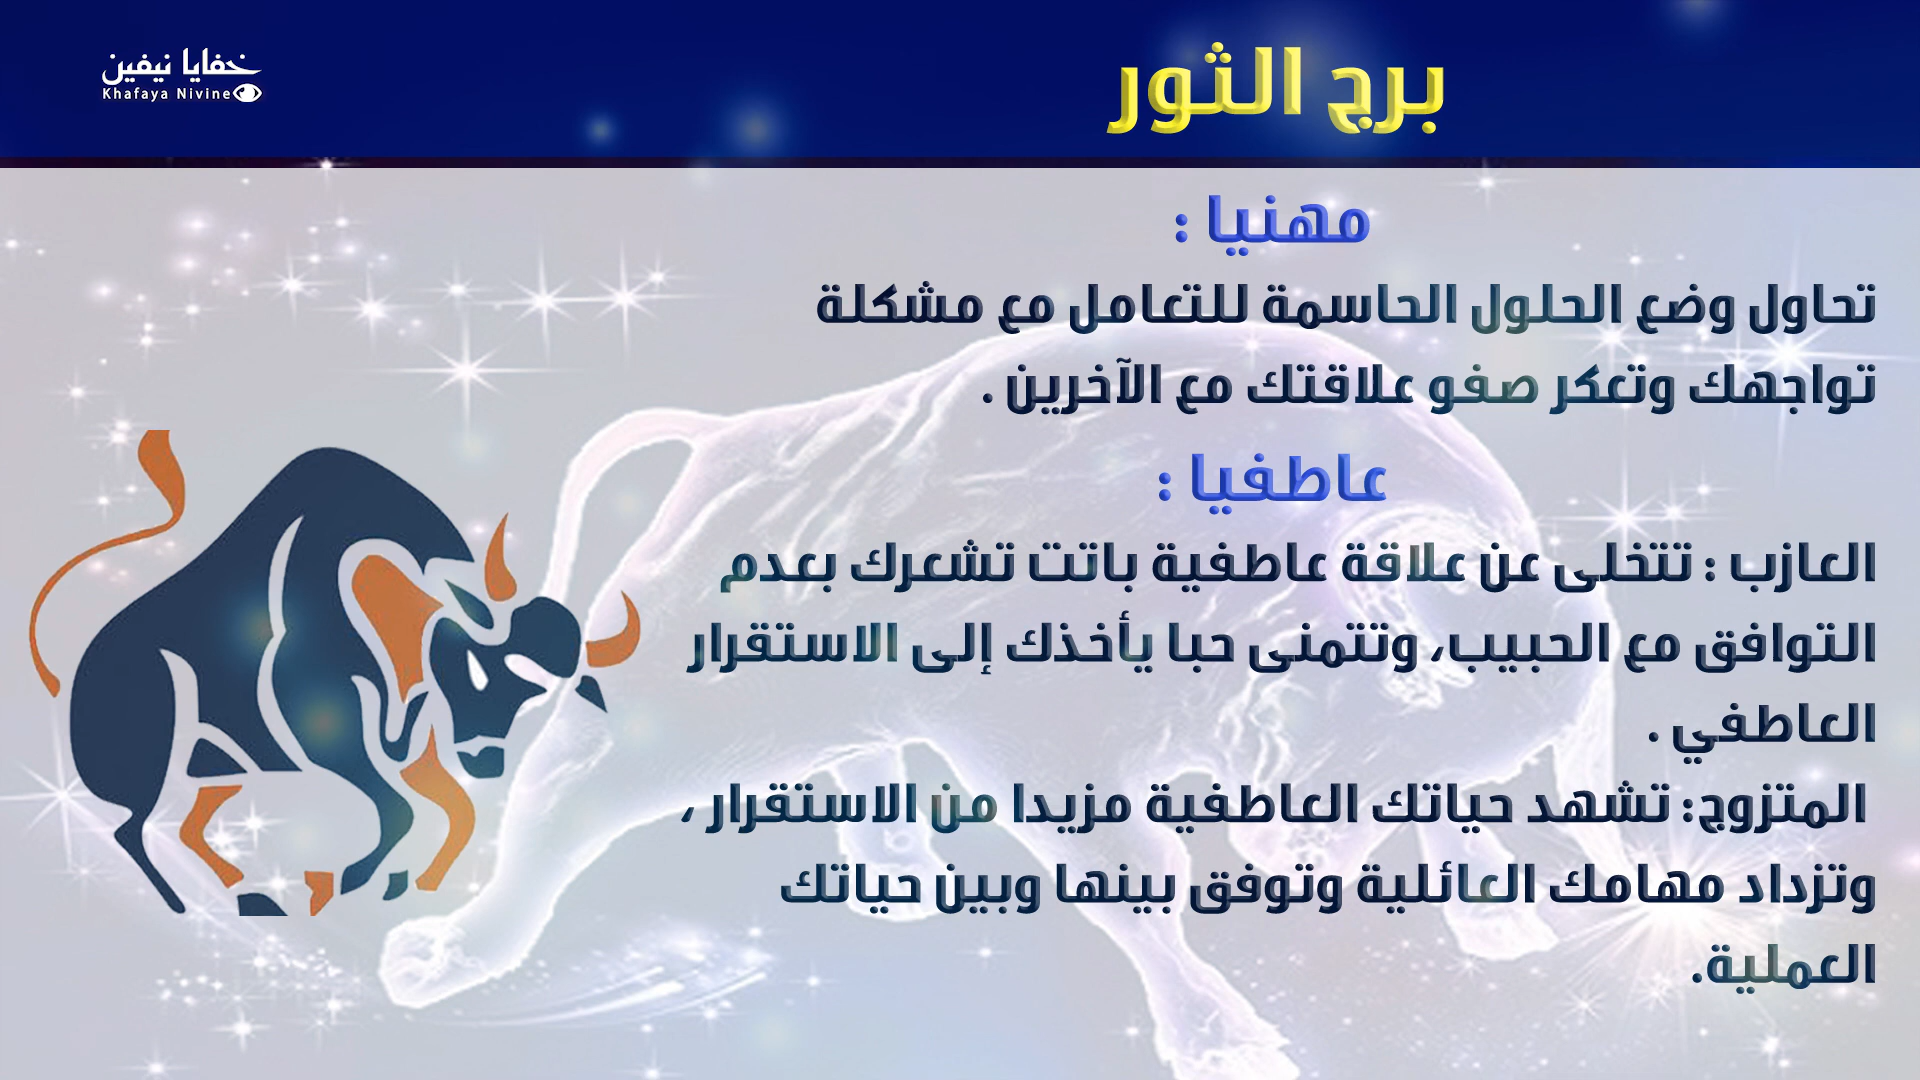 خفايا نيفين
Khafaya Nivine
برج الثور
مهنيا :
تحاول وضع الحلول الحاسمة للتعامل مع مشكلة
تواجهك وتعكر صفو علاقتك مع الآخرين .
عاطفيا :
العازب : تتخلى عن علاقة عاطفية باتت تشعرك بعدم
التوافق مع الحبيب، وتتمنى حبا يأخذك إلى الاستقرار
العاطفي .
المتزوج: تشهد حياتك العاطفية مزيدا من الاستقرار ،
وتزداد مهامك العائلية وتوفق بينها وبين حياتك
العملية.